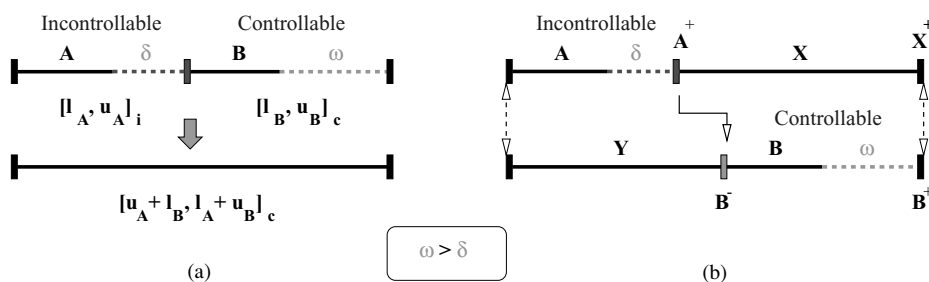 Incontrollable Controllable
A δ B ω
[l_A, u_A]_i [l_B, u_B]_c
[u_A + l_B, l_A + u_B]_c
(a)
ω > δ
Incontrollable A^+ X^+
A δ X
Controllable
Y B ω
B^- B^+
(b)